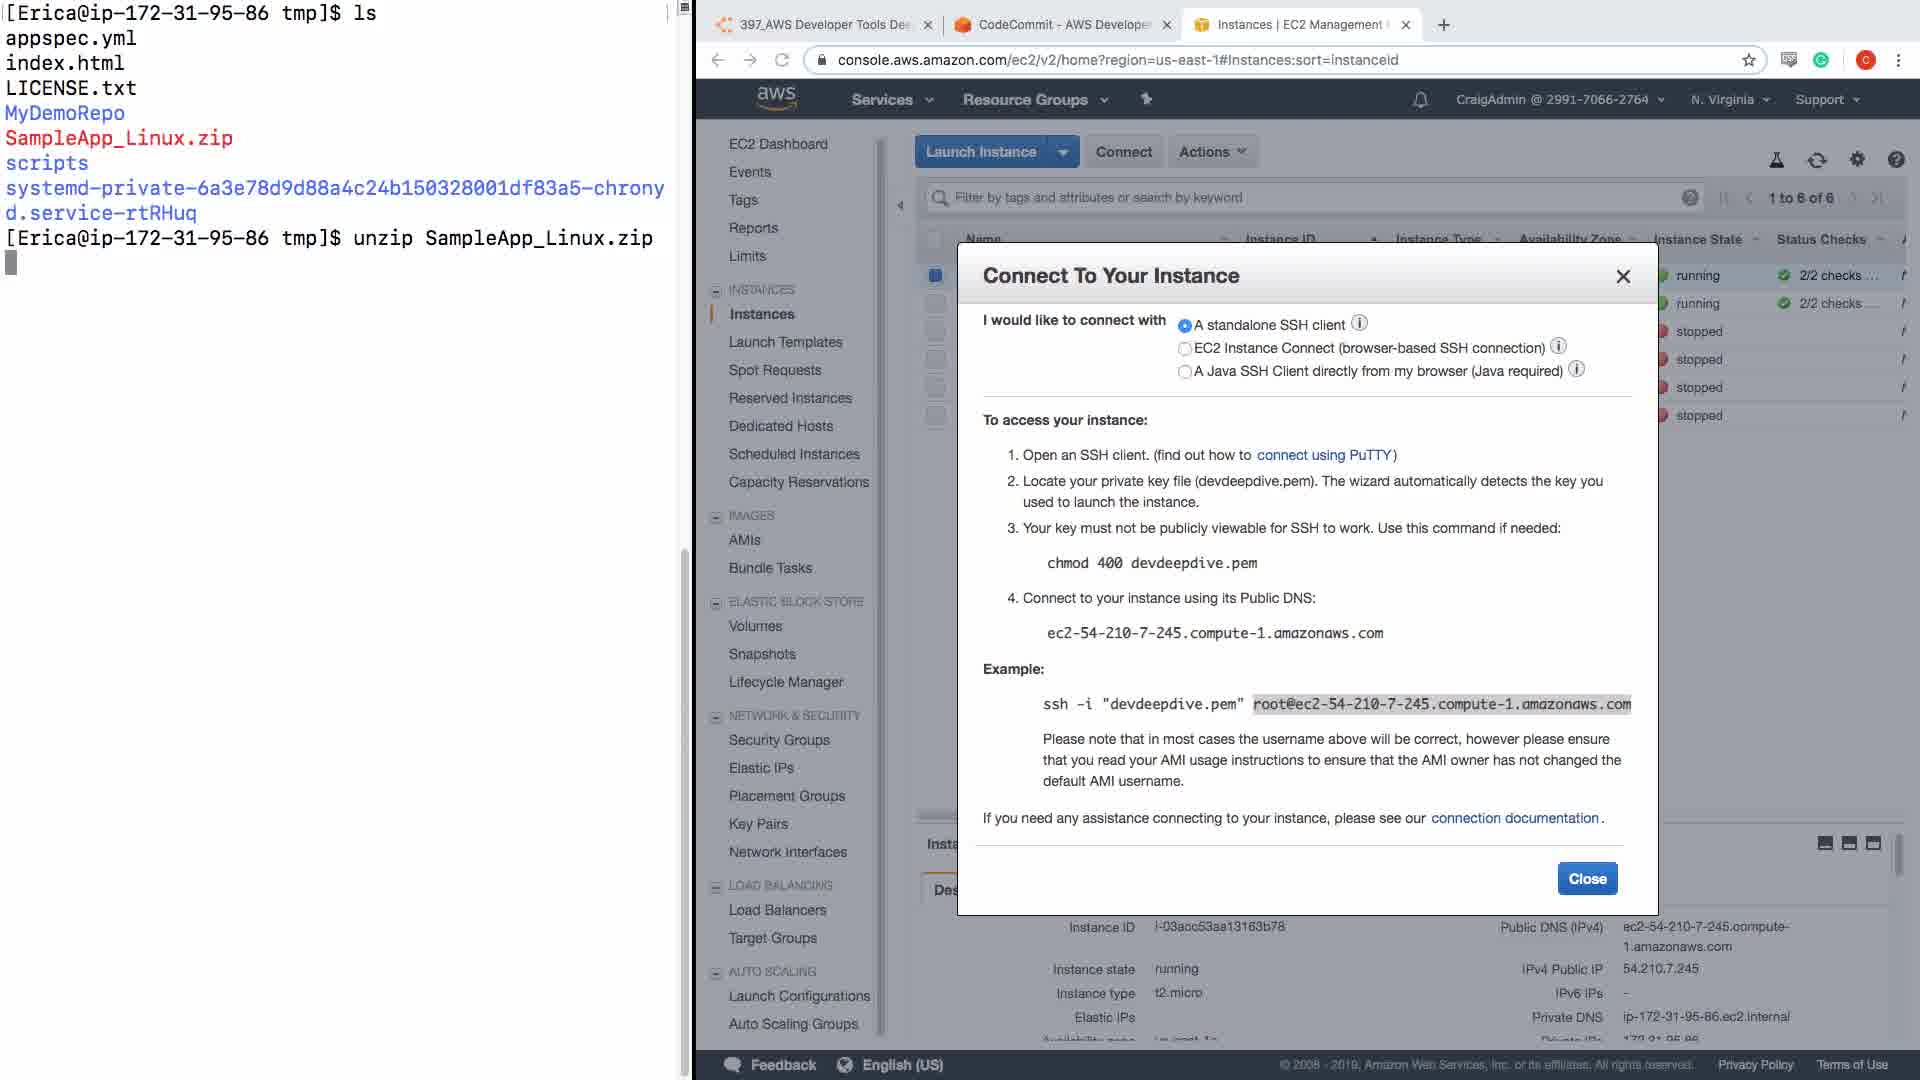 [Erica@ip-172-31-95-86 tmp]$ ls
appspec.yml
index.html
LICENSE.txt
MyDemoRepo
SampleApp_Linux.zip
scripts
systemd-private-6a3e78d9d88a4c24b150328001df83a5-chrony
d.service-rtRHuq
[Erica@ip-172-31-95-86 tmp]$ unzip SampleApp_Linux.zip
397_AWS Developer Tools Dee
CodeCommit - AWS Developer
Instances | EC2 Management
console.aws.amazon.com/ec2/v2/home?region=us-east-1#Instances:sort=instanceId
C
aws
Services
Resource Groups
CraigAdmin @ 2991-7066-2764
N. Virginia
Support
EC2 Dashboard
Events
Tags
Reports
Limits
INSTANCES
Instances
Launch Templates
Spot Requests
Reserved Instances
Dedicated Hosts
Scheduled Instances
Capacity Reservations
IMAGES
AMIs
Bundle Tasks
ELASTIC BLOCK STORE
Volumes
Snapshots
Lifecycle Manager
NETWORK & SECURITY
Security Groups
Elastic IPs
Placement Groups
Key Pairs
Network Interfaces
LOAD BALANCING
Load Balancers
Target Groups
AUTO SCALING
Launch Configurations
Auto Scaling Groups
Launch Instance
Connect
Actions
Filter by tags and attributes or search by keyword
1 to 6 of 6
Name Instance ID Instance Type Availability Zone Instance State Status Checks
running 2/2 checks ...
running 2/2 checks ...
stopped
stopped
stopped
stopped
Connect To Your Instance
I would like to connect with
A standalone SSH client
EC2 Instance Connect (browser-based SSH connection)
A Java SSH Client directly from my browser (Java required)
To access your instance:
1. Open an SSH client. (find out how to connect using PuTTY)
2. Locate your private key file (devdeepdive.pem). The wizard automatically detects the key you
used to launch the instance.
3. Your key must not be publicly viewable for SSH to work. Use this command if needed:
chmod 400 devdeepdive.pem
4. Connect to your instance using its Public DNS:
ec2-54-210-7-245.compute-1.amazonaws.com
Example:
ssh -i "devdeepdive.pem" root@ec2-54-210-7-245.compute-1.amazonaws.com
Please note that in most cases the username above will be correct, however please ensure
that you read your AMI usage instructions to ensure that the AMI owner has not changed the
default AMI username.
If you need any assistance connecting to your instance, please see our connection documentation.
Close
Insta
Des
Instance ID i-03acc53aa13163b78
Public DNS (IPv4) ec2-54-210-7-245.compute-
1.amazonaws.com
Instance state running
IPv4 Public IP 54.210.7.245
Instance type t2.micro
IPv6 IPs -
Elastic IPs
Private DNS ip-172-31-95-86.ec2.internal
Availability zone us-east-1
Private IPs 172.31.95.86
Feedback
English (US)
© 2008 - 2019, Amazon Web Services, Inc. or its affiliates. All rights reserved.
Privacy Policy
Terms of Use